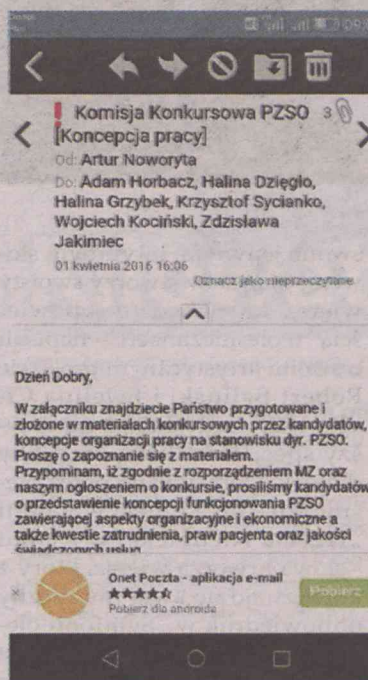 Komisja Konkursowa PZSO 3
[Koncepcja pracy]
Od: Artur Noworyta
Do: Adam Horbacz, Halina Dzięgło,
Halina Grzybek, Krzysztof Sycianko,
Wojciech Kociński, Zdzisława
Jakimiec
01 kwietnia 2016 16:06
Oznacz jako nieprzeczytane
Dzień Dobry,
W załączniku znajdziecie Państwo przygotowane i
złożone w materiałach konkursowych przez kandydatów,
koncepcje organizacji pracy na stanowisku dyr. PZSO.
Proszę o zapoznanie się z materiałem.
Przypominam, iż zgodnie z rozporządzeniem MZ oraz
naszym ogłoszeniem o konkursie, prosiliśmy kandydatów
o przedstawienie koncepcji funkcjonowania PZSO
zawierającej aspekty organizacyjne i ekonomiczne a
także kwestie zatrudnienia, praw pacjenta oraz jakości
świadczonych usług
Onet Poczta - aplikacja e-mail
Pobierz
Pobierz dla androida